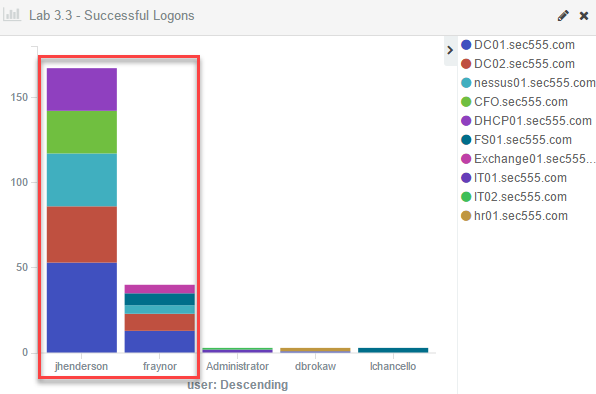 Lab 3.3 - Successful Logons
150
100
50
0
jhenderson
fraynor
Administrator
dbrokaw
lchancello
user: Descending
DC01.sec555.com
DC02.sec555.com
nessus01.sec555.com
CFO.sec555.com
DHCP01.sec555.com
FS01.sec555.com
Exchange01.sec555...
IT01.sec555.com
IT02.sec555.com
hr01.sec555.com